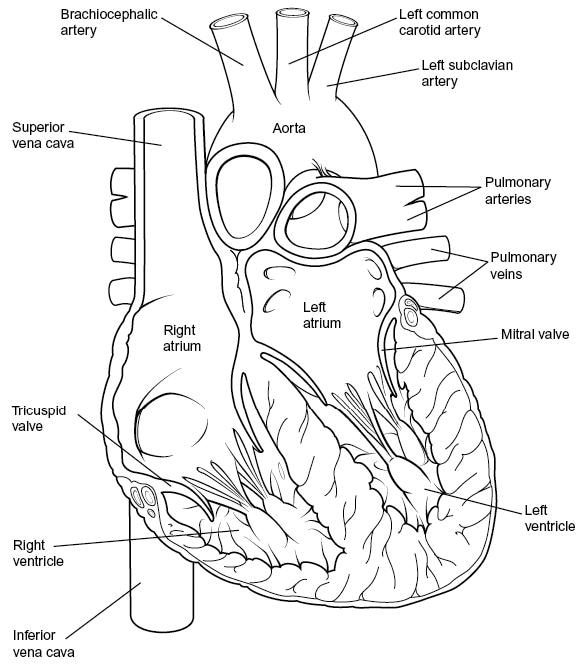 Brachiocephalic
artery
Left common
carotid artery
Left subclavian
artery
Aorta
Superior
vena cava
Pulmonary
arteries
Pulmonary
veins
Left
atrium
Right
atrium
Mitral valve
Tricuspid
valve
Left
ventricle
Right
ventricle
Inferior
vena cava